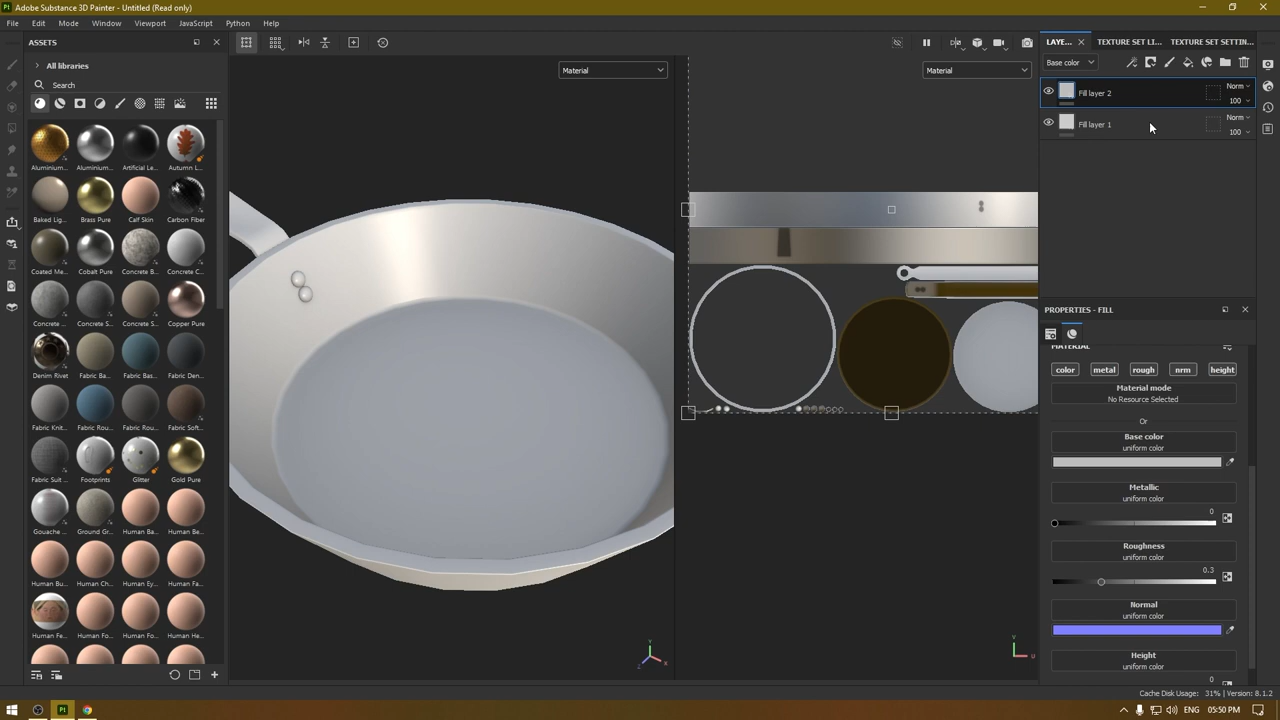 Adobe Substance 3D Painter - Untitled (Read only)
File Edit Mode Window Viewport JavaScript Python Help
ASSETS
All libraries
Search
Aluminium... Aluminium... Artificial Le... Autumn L...
Baked Lig... Brass Pure Calf Skin Carbon Fiber
Coated Me... Cobalt Pure Concrete B... Concrete C...
Concrete ... Concrete S... Concrete S... Copper Pure
Denim Rivet Fabric Ba... Fabric Bas... Fabric Den...
Fabric Knit... Fabric Rou... Fabric Rou... Fabric Soft...
Fabric Suit ... Footprints Glitter Gold Pure
Gouache ... Ground Gr... Human Ba... Human Be...
Human Bu... Human Ch... Human Ey... Human Fa...
Human Fe... Human Fo... Human Fo... Human He...
Material
Material
LAYE... TEXTURE SET LI... TEXTURE SET SETTIN...
Base color
Fill layer 2 Norm
100
Fill layer 1 Norm
100
PROPERTIES - FILL
MATERIAL
color metal rough nrm height
Material mode
No Resource Selected
Or
Base color
uniform color
Metallic
uniform color
0
Roughness
uniform color
0.3
Normal
uniform color
Height
uniform color
0
Cache Disk Usage: 31% | Version: 8.1.2
ENG 05:50 PM